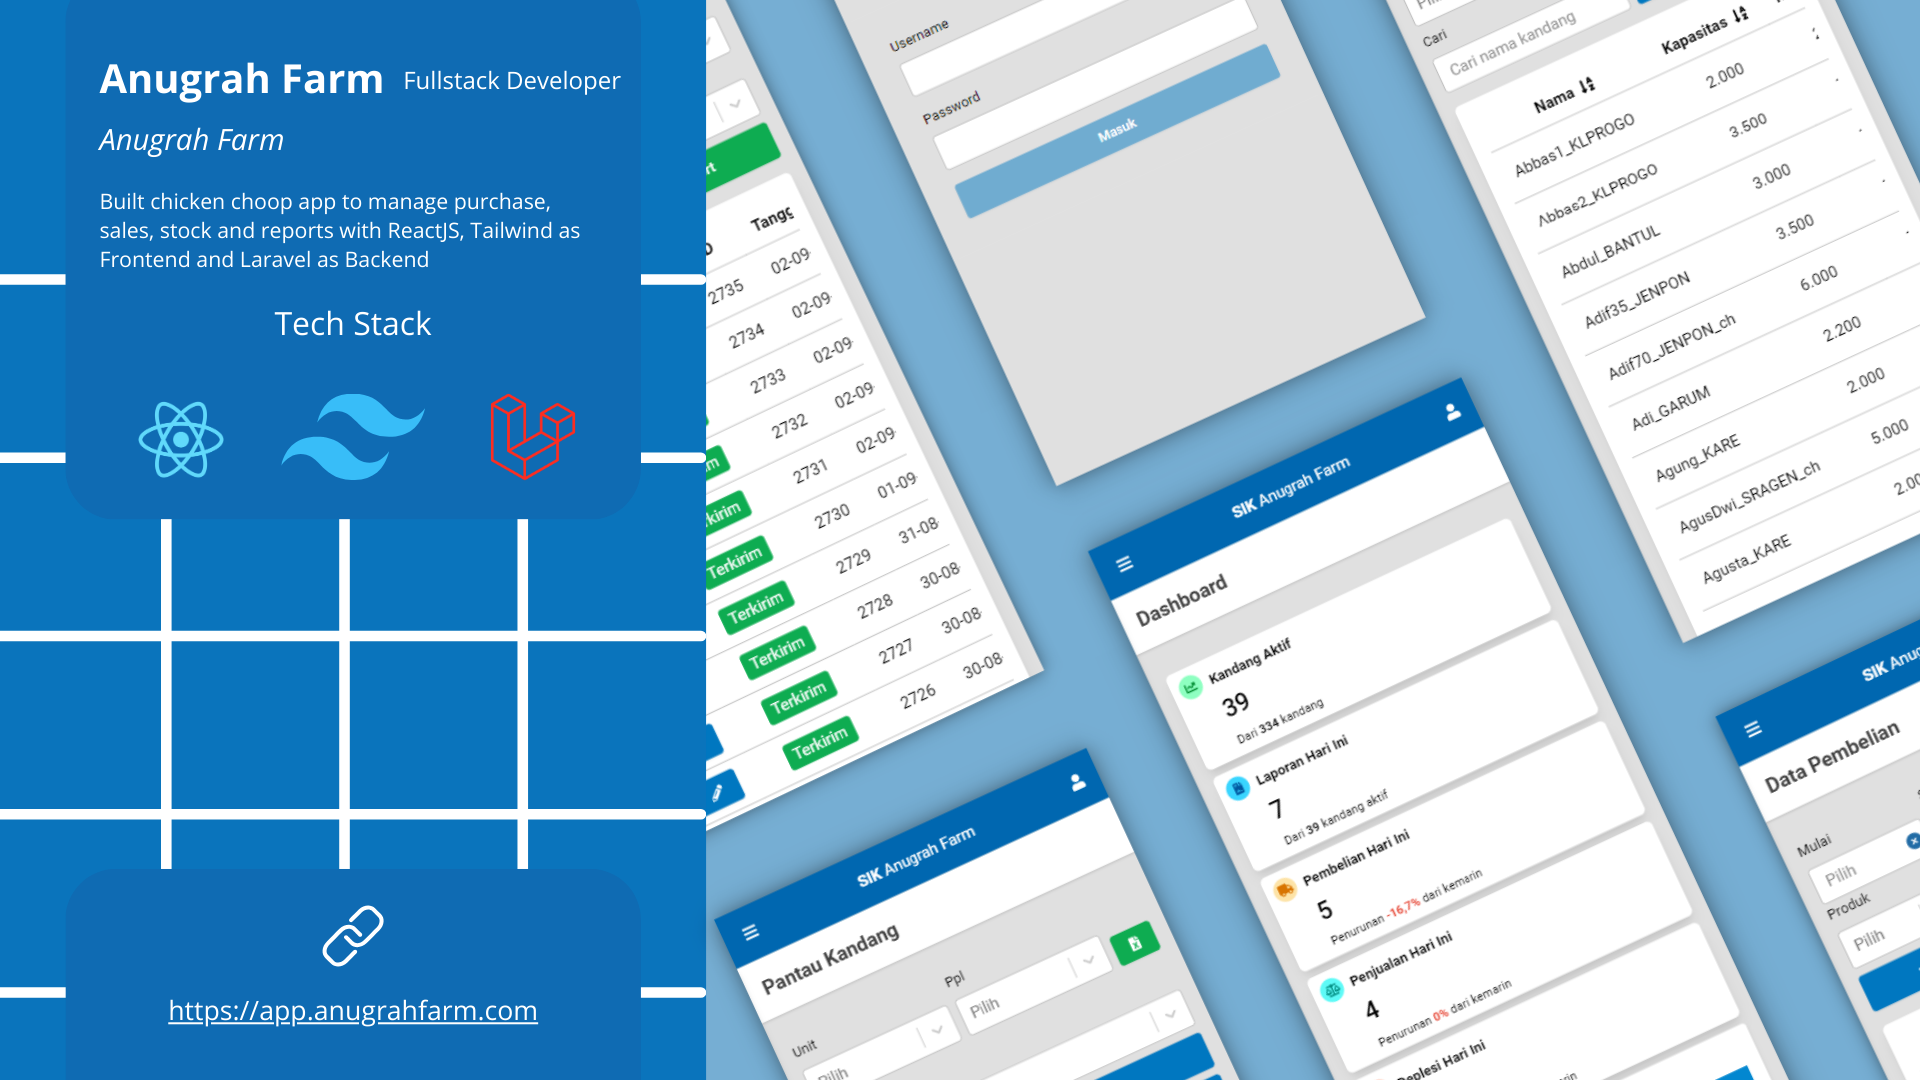 Anugrah Farm Fullstack Developer
Anugrah Farm
Built chicken choop app to manage purchase,
sales, stock and reports with ReactJS, Tailwind as
Frontend and Laravel as Backend
Tech Stack
https://app.anugrahfarm.com
2735 02-09
2734 02-09
2733 02-09
2732 02-09
2731 02-09
2730 01-09
Terkirim 2729 31-08
Terkirim 2728 30-08
Terkirim 2727 30-08
Terkirim 2726 30-08
Terkirim
Username
Password
Masuk
Cari
Cari nama kandang
Nama Kapasitas
Abbas1_KLPROGO 2.000
Abbas2_KLPROGO 3.500
Abdul_BANTUL 3.000
Adif35_JENPON 3.500
Adif70_JENPON_ch 6.000
Adi_GARUM 2.200
Agung_KARE 2.000
AgusDwi_SRAGEN_ch 5.000
Agusta_KARE
SIK Anugrah Farm
Dashboard
Kandang Aktif
39
Dari 334 kandang
Laporan Hari Ini
7
Dari 39 kandang aktif
Pembelian Hari Ini
5
Penurunan -16,7% dari kemarin
Penjualan Hari Ini
4
Penurunan 0% dari kemarin
Hari Ini
SIK Anugrah Farm
Pantau Kandang
Unit
Pilih
Ppl
Pilih
SIK
Data Pembelian
Mulai
Pilih
Produk
Pilih